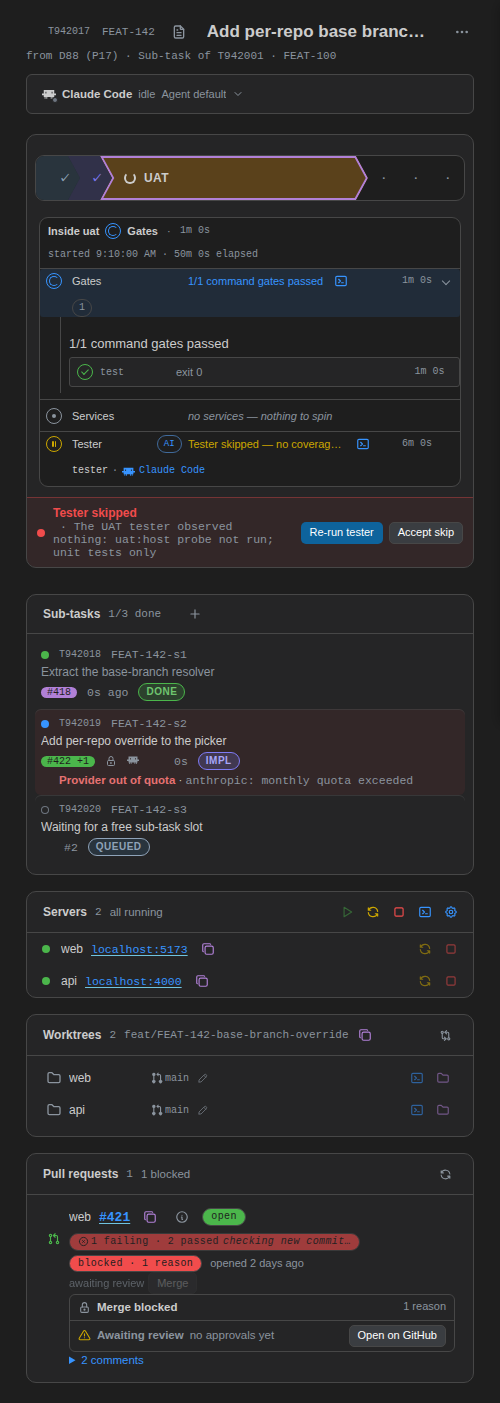 T942017 FEAT-142 Add per-repo base branc…
from D88 (P17) · Sub-task of T942001 · FEAT-100
Claude Code idle Agent default
UAT
Inside uat Gates · 1m 0s
started 9:10:00 AM · 50m 0s elapsed
Gates 1/1 command gates passed 1m 0s
1
1/1 command gates passed
test exit 0 1m 0s
Services no services — nothing to spin
Tester AI Tester skipped — no coverag… 6m 0s
tester · Claude Code
Tester skipped
· The UAT tester observed
nothing: uat:host probe not run;
unit tests only
Re-run tester Accept skip
Sub-tasks 1/3 done
T942018 FEAT-142-s1
Extract the base-branch resolver
#418 0s ago DONE
T942019 FEAT-142-s2
Add per-repo override to the picker
#422 +1 0s IMPL
Provider out of quota · anthropic: monthly quota exceeded
T942020 FEAT-142-s3
Waiting for a free sub-task slot
#2 QUEUED
Servers 2 all running
web localhost:5173
api localhost:4000
Worktrees 2 feat/FEAT-142-base-branch-override
web main
api main
Pull requests 1 1 blocked
web #421 open
1 failing · 2 passed checking new commit…
blocked · 1 reason opened 2 days ago
awaiting review Merge
Merge blocked 1 reason
Awaiting review no approvals yet Open on GitHub
2 comments